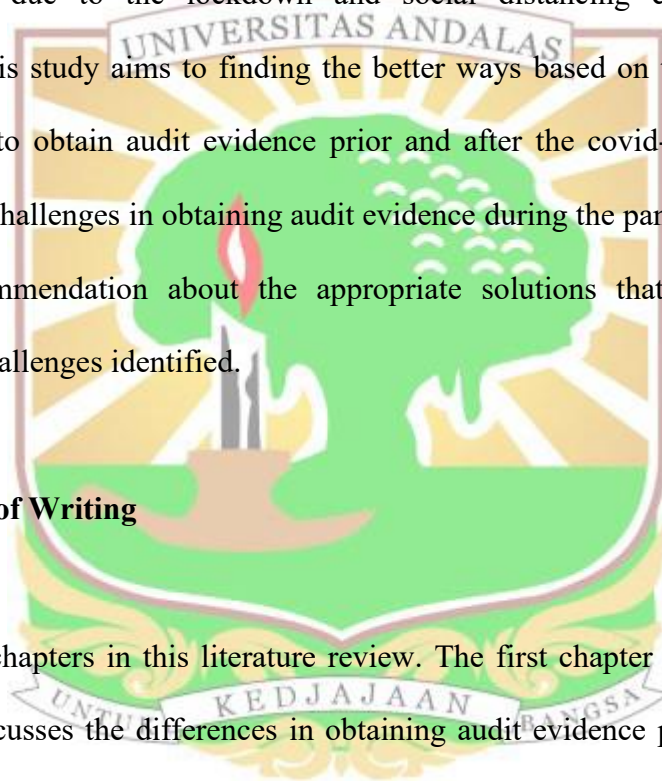 due to the lockdown and social distancing
UNIVERSITAS ANDALAS
is study aims to finding the better ways based on
to obtain audit evidence prior and after the covid-
hallenges in obtaining audit evidence during the pan
mmendation about the appropriate solutions that
allenges identified.
of Writing
chapters in this literature review. The first chapter
UNTUK KEDJAJAAN BANGSA
cusses the differences in obtaining audit evidence p